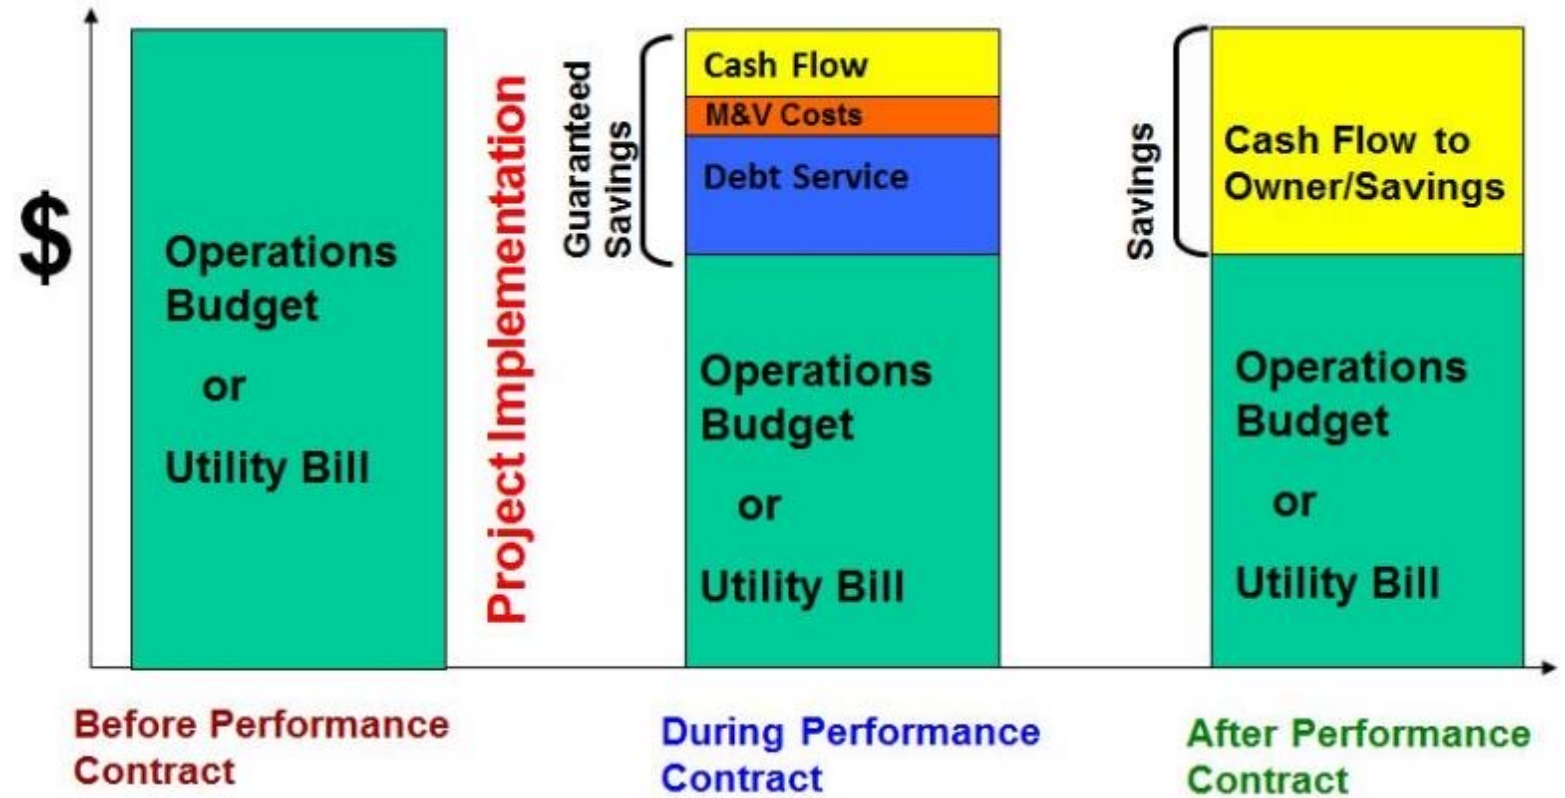 $
Operations
Budget
or
Utility Bill
Project Implementation
Guaranteed
Savings
Cash Flow
M&V Costs
Debt Service
Operations
Budget
or
Utility Bill
Savings
Cash Flow to
Owner/Savings
Operations
Budget
or
Utility Bill
Before Performance
Contract
During Performance
Contract
After Performance
Contract